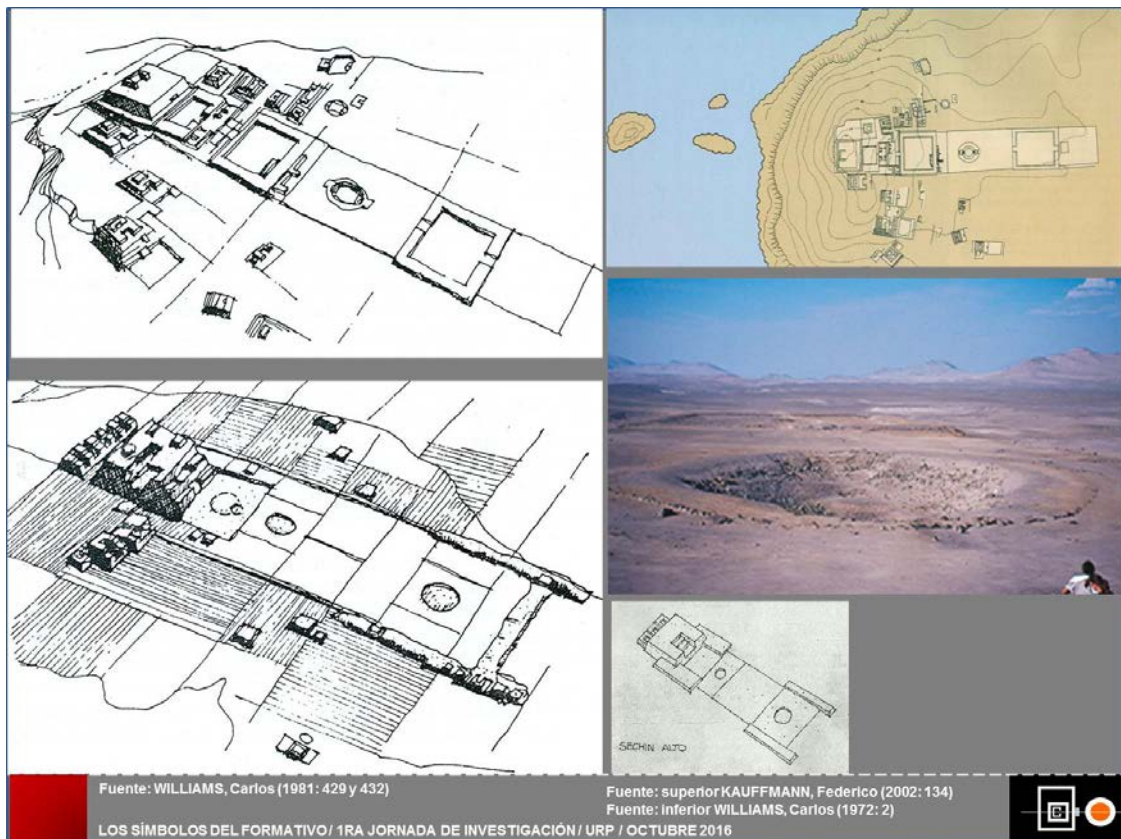 SECHIN ALTO
Fuente: WILLIAMS, Carlos (1981: 429 y 432)
Fuente: superior KAUFFMANN, Federico (2002: 134)
Fuente: inferior WILLIAMS, Carlos (1972: 2)
LOS SÍMBOLOS DEL FORMATIVO / 1RA JORNADA DE INVESTIGACIÓN / URP / OCTUBRE 2016